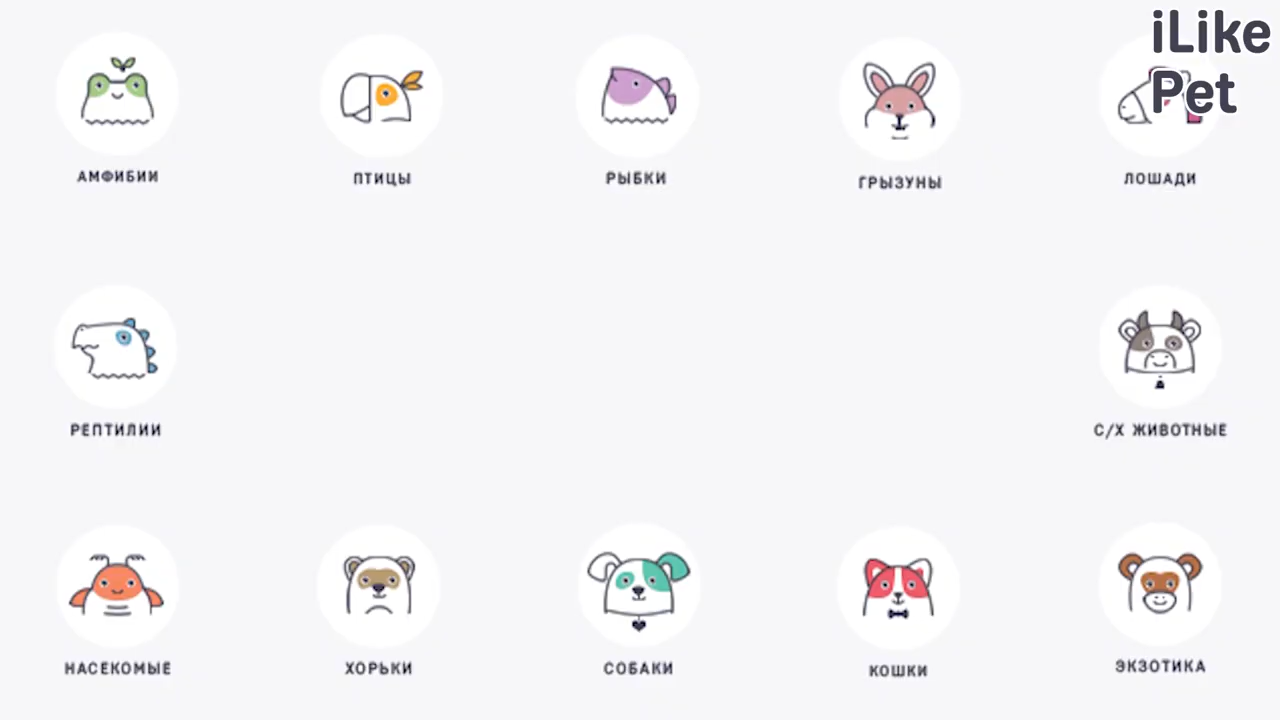 iLike
Pet
АМФИБИИ
ПТИЦЫ
РЫБКИ
ГРЫЗУНЫ
ЛОШАДИ
РЕПТИЛИИ
С/Х ЖИВОТНЫЕ
НАСЕКОМЫЕ
ХОРЬКИ
СОБАКИ
КОШКИ
ЭКЗОТИКА